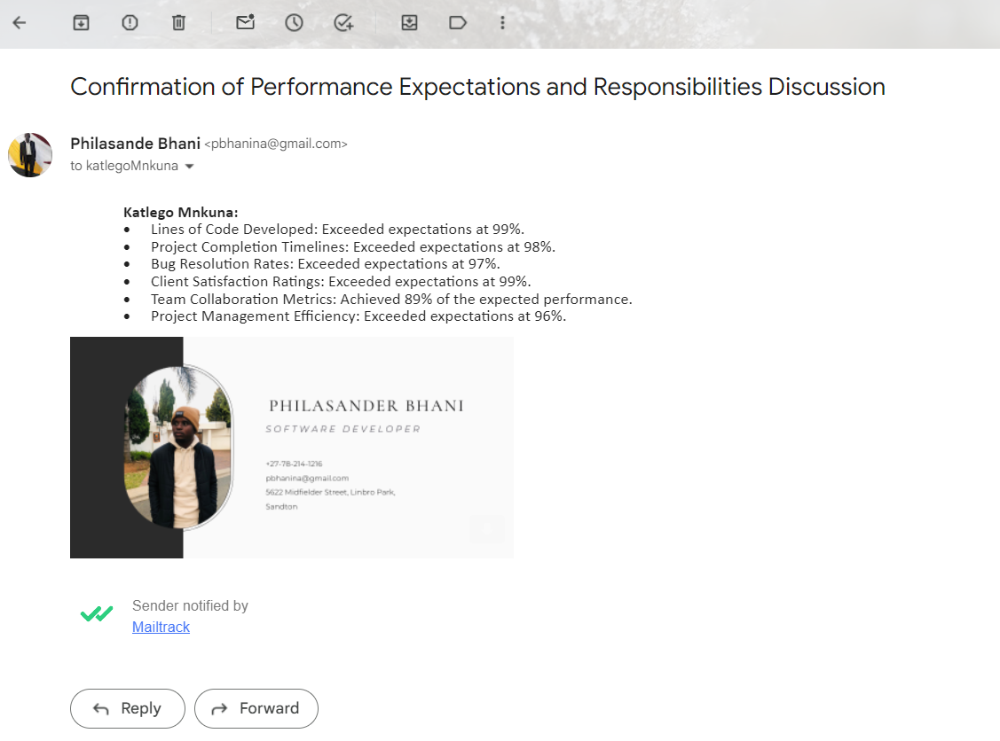 Confirmation of Performance Expectations and Responsibilities Discussion
Philasande Bhani <pbhanina@gmail.com>
to katlegoMnkuna
Katlego Mnkuna:
• Lines of Code Developed: Exceeded expectations at 99%.
• Project Completion Timelines: Exceeded expectations at 98%.
• Bug Resolution Rates: Exceeded expectations at 97%.
• Client Satisfaction Ratings: Exceeded expectations at 99%.
• Team Collaboration Metrics: Achieved 89% of the expected performance.
• Project Management Efficiency: Exceeded expectations at 96%.
PHILASANDER BHANI
SOFTWARE DEVELOPER
+27-78-214-1216
pbhanina@gmail.com
5622 Midfielder Street, Linbro Park,
Sandton
Sender notified by
Mailtrack
Reply Forward